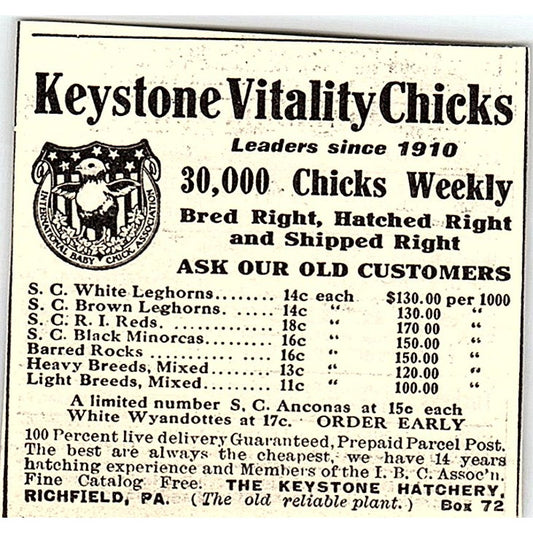 Keystone Vitality Chicks
Leaders since 1910
30,000 Chicks Weekly
Bred Right, Hatched Right
and Shipped Right
ASK OUR OLD CUSTOMERS
INTERNATIONAL BABY CHICK ASSOCIATION
S. C. White Leghorns........ 14c each $130.00 per 1000
S. C. Brown Leghorns...... 14c “ 130.00 “
S. C. R. I. Reds............... 18c “ 170 00 “
S. C. Black Minorcas........ 16c “ 150.00 “
Barred Rocks .................. 16c “ 150.00 “
Heavy Breeds, Mixed........ 13c “ 120.00 “
Light Breeds, Mixed......... 11c “ 100.00 “
A limited number S. C. Anconas at 15c each
White Wyandottes at 17c. ORDER EARLY
100 Percent live delivery Guaranteed, Prepaid Parcel Post.
The best are always the cheapest, we have 14 years
hatching experience and Members of the I. B. C. Assoc'n.
Fine Catalog Free. THE KEYSTONE HATCHERY,
RICHFIELD, PA. (The old reliable plant.) Box 72